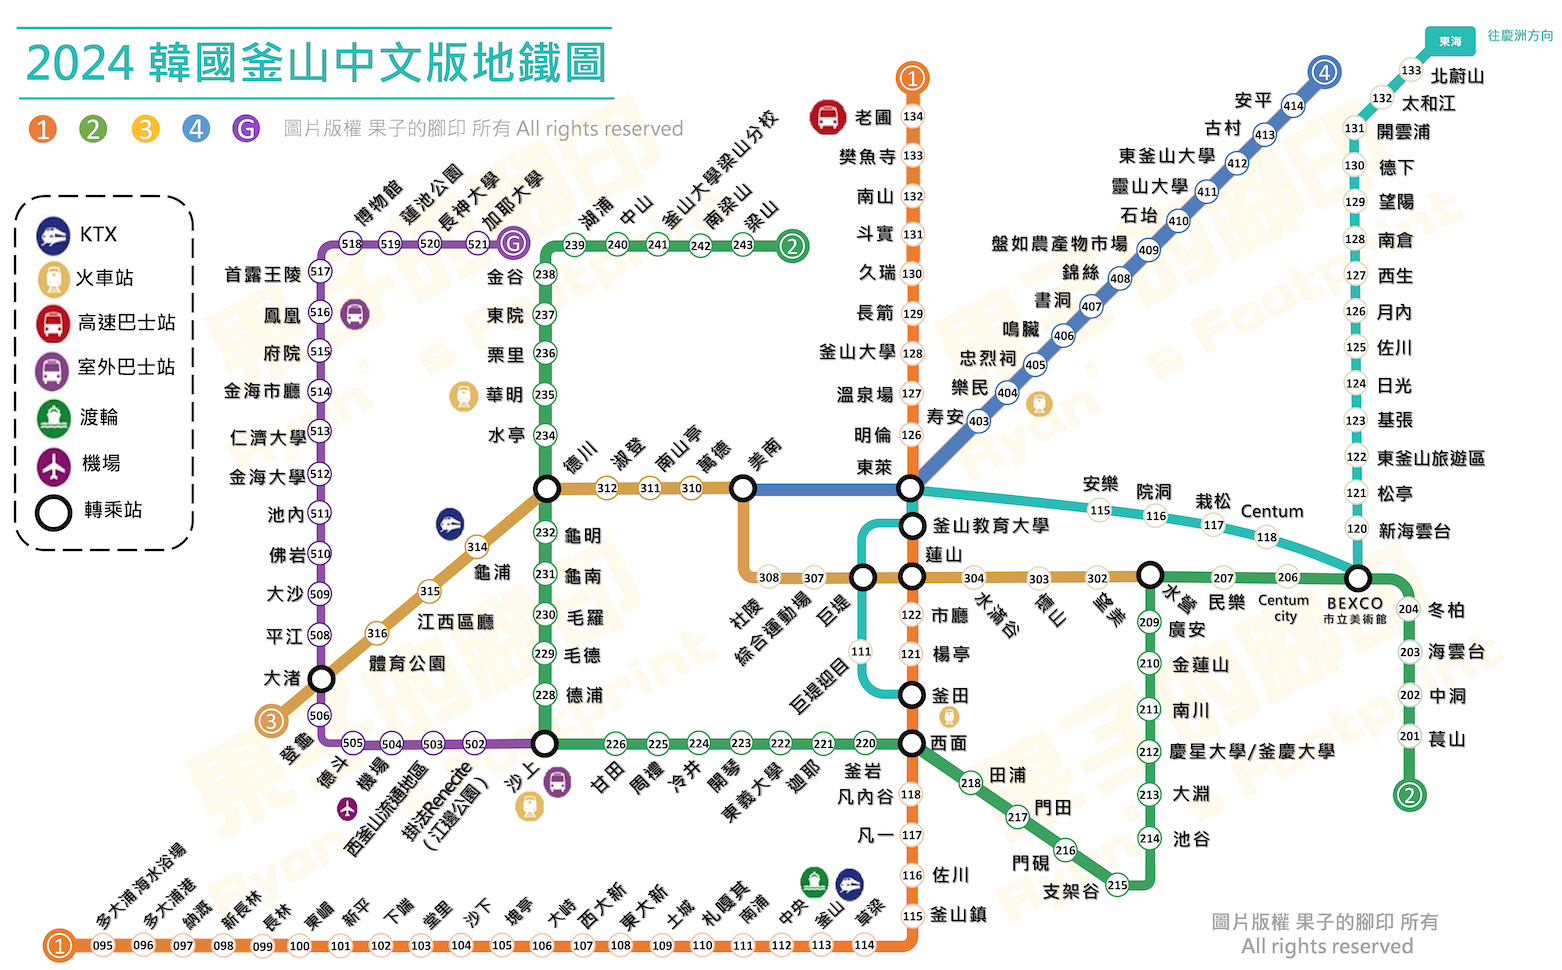 2024 韓國釜山中文版地鐵圖
1 2 3 4 G 圖片版權 果子的腳印 所有 All rights reserved
KTX
火車站
高速巴士站
室外巴士站
渡輪
機場
轉乘站
東海
往慶洲方向
133 北蔚山
132 太和江
131 開雲浦
130 德下
129 望陽
128 南倉
127 西生
126 月內
125 佐川
124 日光
123 基張
122 東釜山旅遊區
121 松亭
120 新海雲台
4
414 安平
413 古村
412 東釜山大學
411 靈山大學
410 石坮
409 盤如農產物市場
408 錦絲
407 書洞
406 鳴臟
405 忠烈祠
404 樂民
403 寿安
1
老圃 134
樊魚寺 133
南山 132
斗實 131
久瑞 130
長箭 129
釜山大學 128
溫泉場 127
明倫 126
東萊
釜山教育大學
蓮山
122 市廳
121 楊亭
釜田
西面
118 凡內谷
117 凡一
116 佐川
115 釜山鎮
518 博物館
519 蓮池公園
520 長神大學
521 加耶大學
G
首露王陵 517
鳳凰 516
府院 515
金海市廳 514
仁濟大學 513
金海大學 512
池內 511
佛岩 510
大沙 509
平江 508
大渚
506 登龜
505 德亣
504 機場
503 西釜山流通地區
502 掛法Renecite
(江邊公園)
沙上
239 湖浦
240 中山
241 釜山大學梁山分校
242 南梁山
243 梁山
2
金谷 238
東院 237
栗里 236
華明 235
水亭 234
德川
232 龜明
231 龜南
230 毛羅
229 毛德
228 德浦
226 甘田
225 周禮
224 冷井
223 開琴
222 東義大學
221 迦耶
220 釜岩
312 淑登
311 南山亭
310 萬德
美南
314 龜浦
315 江西區廳
316 體育公園
3
308 社陵
307 綜合運動場
巨堤
111 巨堤迎目
304 水滿谷
303
302 望美
水營
207 民樂
206 Centum
city
BEXCO
市立美術館
115 安樂
116 院洞
117 栽松
118 Centum
204 冬柏
203 海雲台
202 中洞
201 萇山
2
209 廣安
210 金蓮山
211 南川
212 慶星大學/釜慶大學
213 大淵
214 池谷
215 支架谷
216 門硯
217 門田
218 田浦
1
095 多大浦海水浴場
096 多大浦港
097
098 新長林
099 長林
100 東嵋
101 新平
102 下端
103 堂里
104 沙下
105 塊亭
106 大峙
107 西大新
108 東大新
109 土城
110 札嘎其
111 南浦
112 中央
113 釜山
114 草梁
圖片版權 果子的腳印 所有
All rights reserved
果子的腳印
Ryan's Footprint